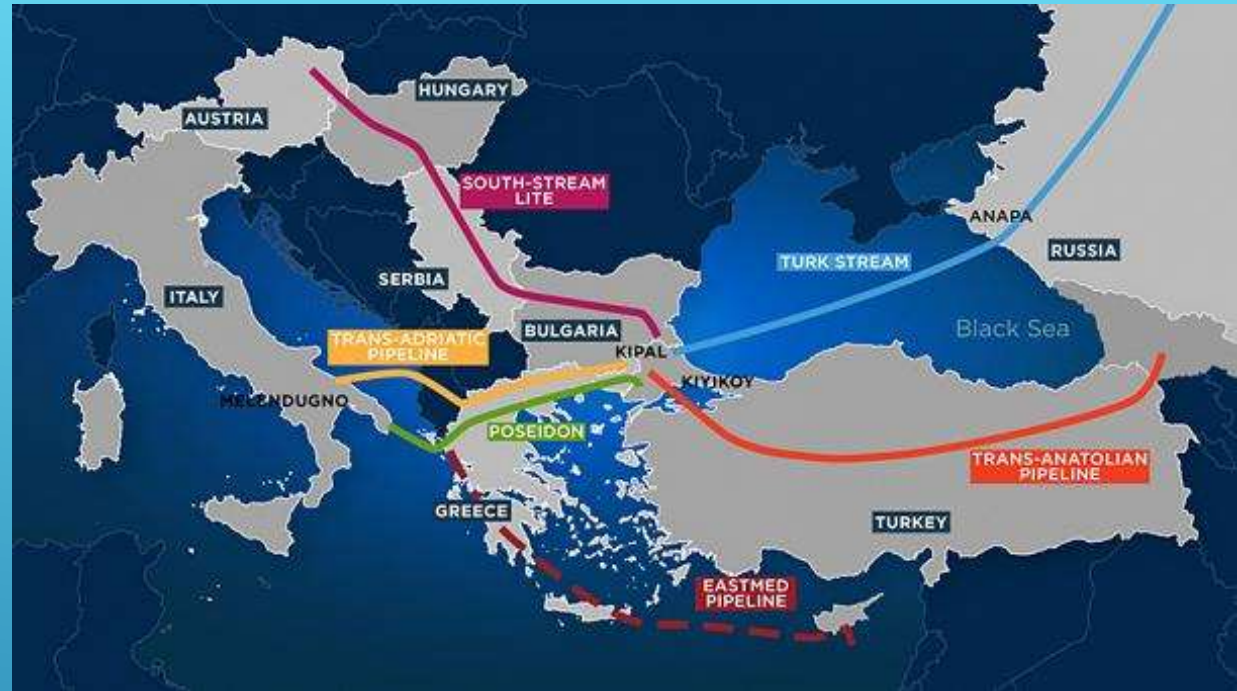 HUNGARY
AUSTRIA
SOUTH-STREAM
LITE
ANAPA
RUSSIA
TURK STREAM
SERBIA
ITALY
BULGARIA
Black Sea
TRANS-ADRIATIC
PIPELINE
KIPAL
KIYIKOY
MELENDUGNO
POSEIDON
TRANS-ANATOLIAN
PIPELINE
GREECE
TURKEY
EASTMED
PIPELINE